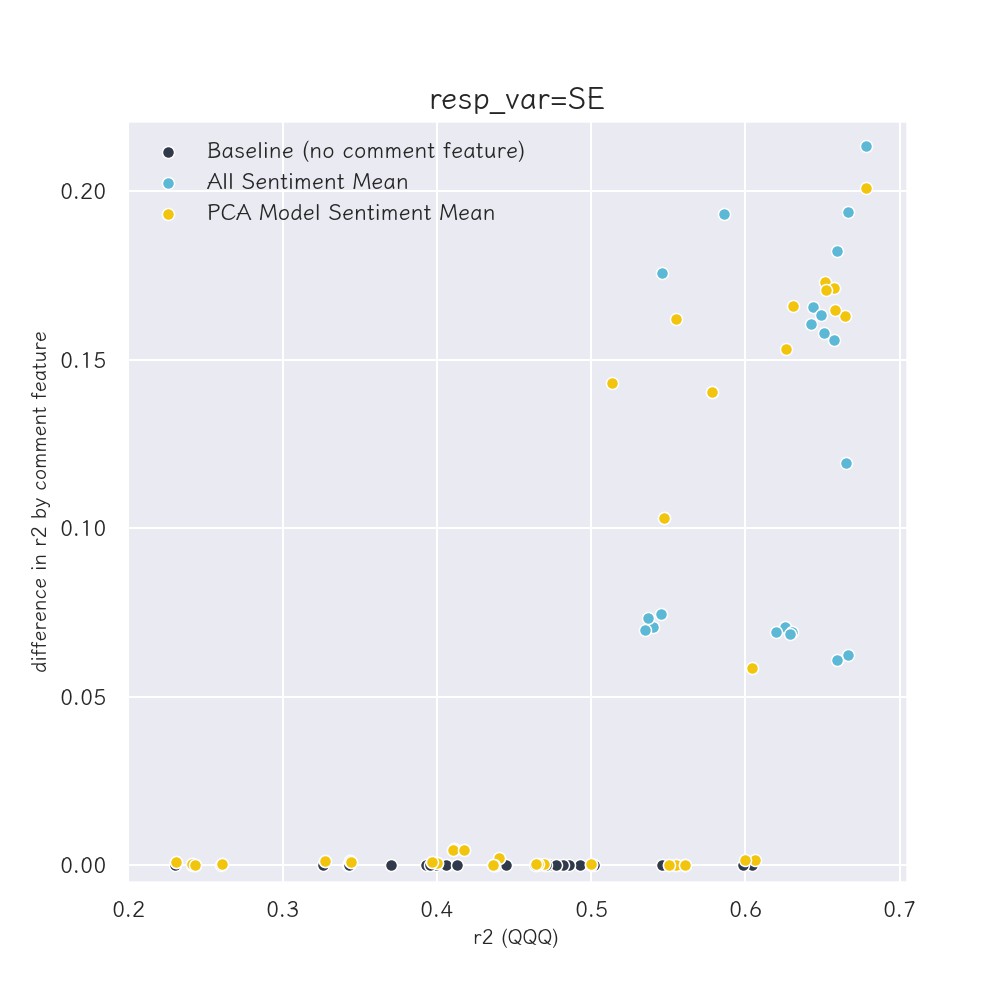 resp_var=SE
Baseline (no comment feature)
All Sentiment Mean
PCA Model Sentiment Mean
difference in r2 by comment feature
0.20
0.15
0.10
0.05
0.00
0.2 0.3 0.4 0.5 0.6 0.7
r2 (QQQ)